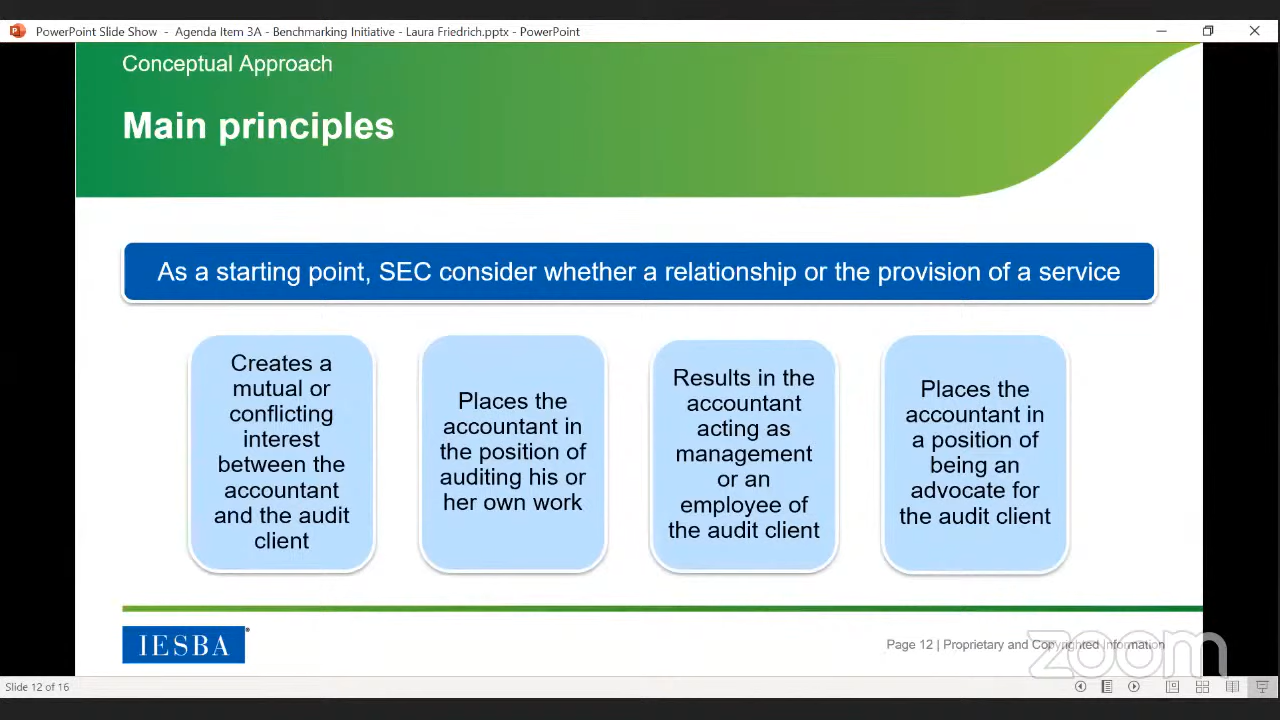 PowerPoint Slide Show - Agenda Item 3A - Benchmarking Initiative - Laura Friedrich.pptx - PowerPoint
Conceptual Approach
Main principles
As a starting point, SEC consider whether a relationship or the provision of a service
Creates a
mutual or
conflicting
interest
between the
accountant
and the audit
client
Places the
accountant in
the position of
auditing his or
her own work
Results in the
accountant
acting as
management
or an
employee of
the audit client
Places the
accountant in
a position of
being an
advocate for
the audit client
IESBA
Page 12 | Proprietary and Copyrighted Information
zoom
Slide 12 of 16